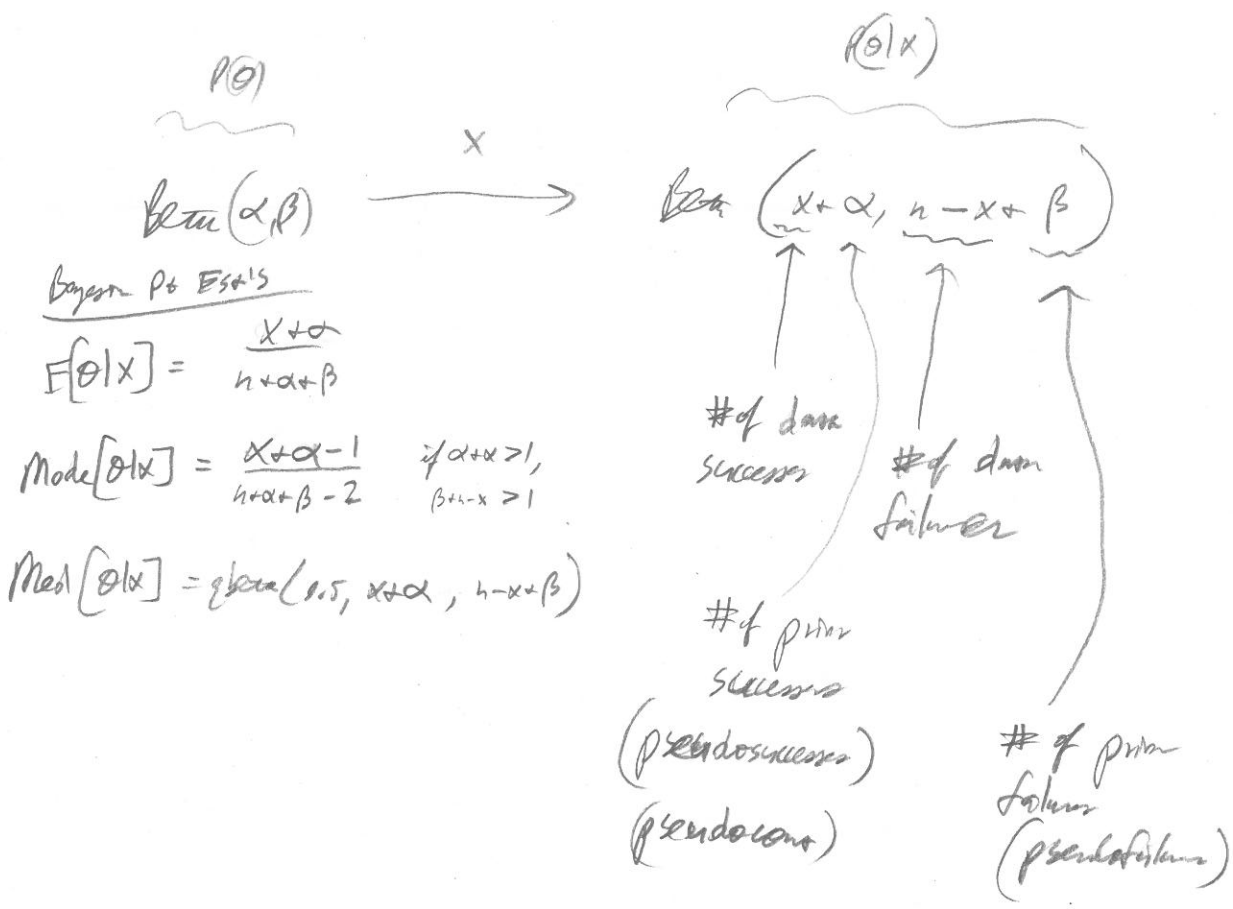 P(θ)
P(θ|X)
X
Beta(α,β)
Beta (x+α, n-x+β)
Bayesian Pt Est's
E[θ|X] = x+α / n+α+β
Mode[θ|x] = x+α-1 / n+α+β-2 if α+x>1,
β+n-x >1
Med[θ|x] = qbeta(0.5, x+α, n-x+β)
# of data
successes
# of data
failures
# of prior
successes
(pseudosuccesses)
(pseudocount)
# of prior
failures
(pseudofailures)